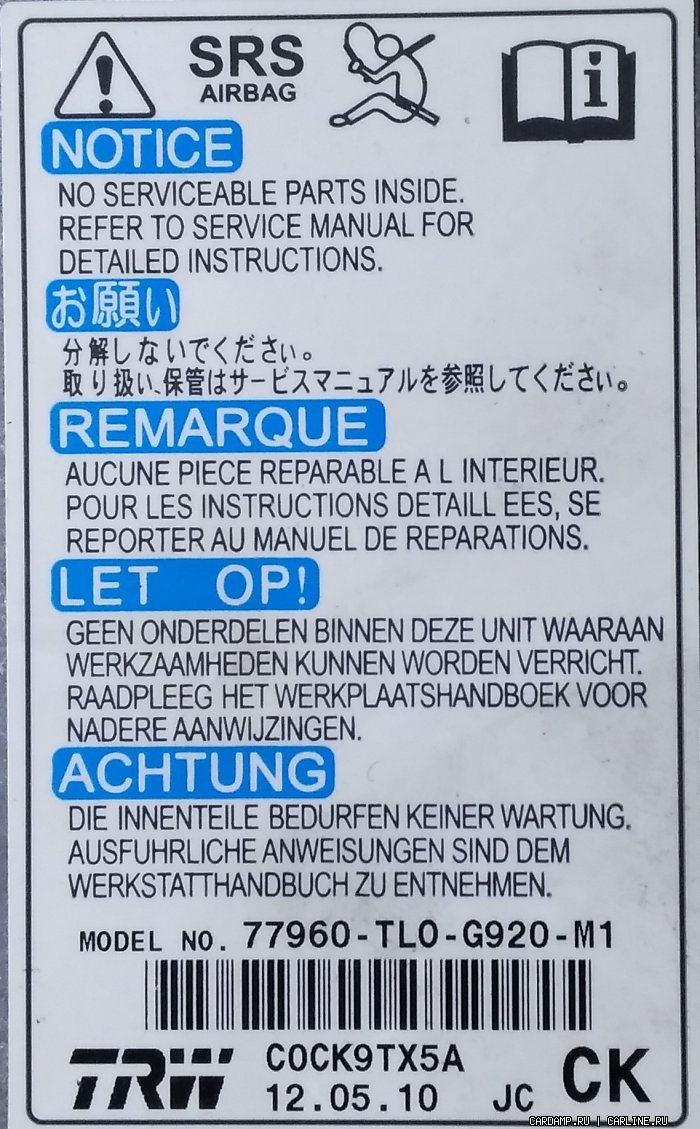 SRS
AIRBAG
NOTICE
NO SERVICEABLE PARTS INSIDE.
REFER TO SERVICE MANUAL FOR
DETAILED INSTRUCTIONS.
お願い
分解しないでください。
取り扱い、保管はサービスマニュアルを参照してください。
REMARQUE
AUCUNE PIECE REPARABLE A L INTERIEUR.
POUR LES INSTRUCTIONS DETAILL EES, SE
REPORTER AU MANUEL DE REPARATIONS.
LET OP!
GEEN ONDERDELEN BINNEN DEZE UNIT WAARAAN
WERKZAAMHEDEN KUNNEN WORDEN VERRICHT.
RAADPLEEG HET WERKPLAATSHANDBOEK VOOR
NADERE AANWIJZINGEN.
ACHTUNG
DIE INNENTEILE BEDURFEN KEINER WARTUNG.
AUSFUHRLICHE ANWEISUNGEN SIND DEM
WERKSTATTHANDBUCH ZU ENTNEHMEN.
MODEL NO. 77960-TL0-G920-M1
TRW C0CK9TX5A CK
12.05.10 JC
CARDAMP.RU | CARLINE.RU